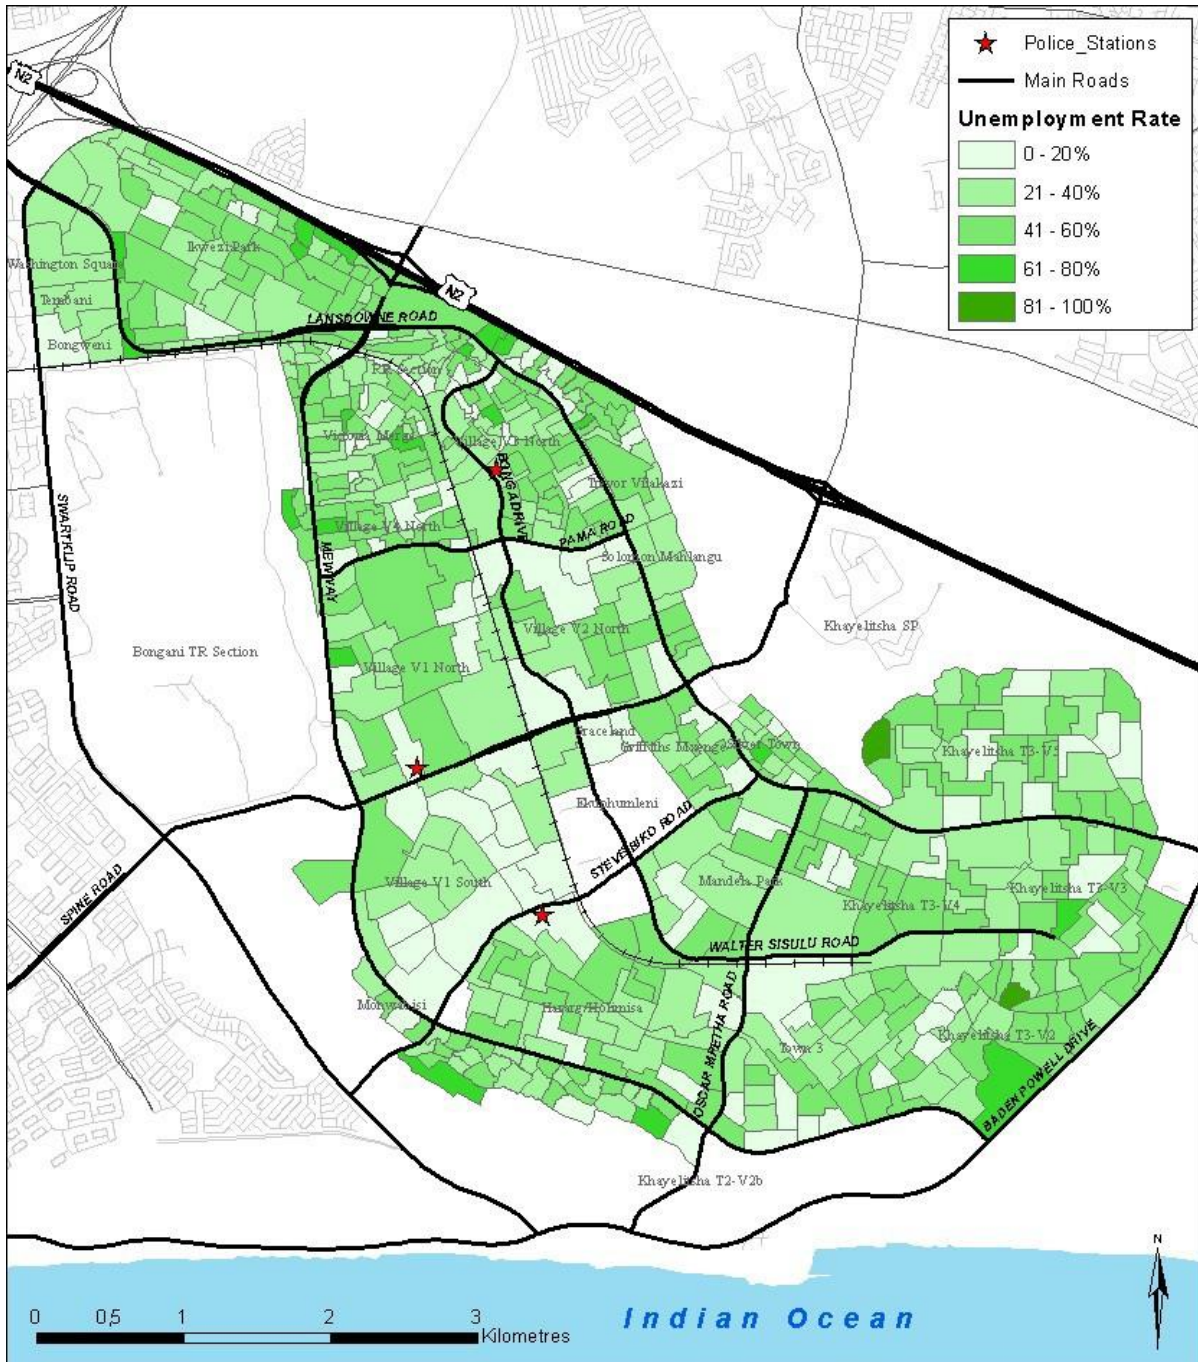 Police_Stations
Main Roads
Unemployment Rate
0 - 20%
21 - 40%
41 - 60%
61 - 80%
81 - 100%
N2
Ikwezi Park
Washington Square
Tembani
Bongweni
N2
LANSDOWNE ROAD
RR Section
Victoria Merge
Village V3 North
BONGA DRIVE
Trevor Vilakazi
SWARTKLIP ROAD
MEW WAY
Village V4 North
PAMA ROAD
Solomon Mahlangu
Bongani TR Section
Village V2 North
Khayelitsha SP
Village V1 North
Graceland
Griffiths Mxenge
Khayelitsha T3-V5
Ekuphumleni
STEVE BIKO ROAD
SPINE ROAD
Village V1 South
Mandela Park
Khayelitsha T3-V3
Khayelitsha T3-V4
WALTER SISULU ROAD
Monwabisi
Harare/Holimisa
OSCAR MPETHA ROAD
Town 3
Khayelitsha T3-V2
BADEN POWELL DRIVE
Khayelitsha T2-V2b
N
0 0,5 1 2 3
Kilometres
Indian Ocean